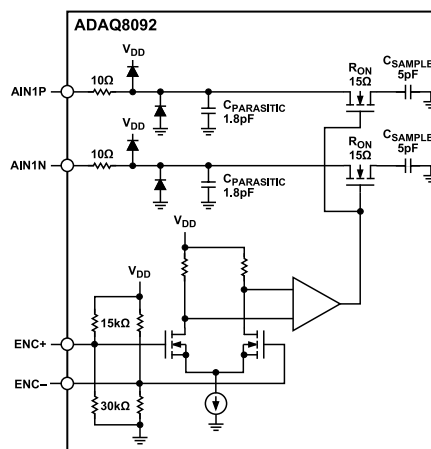 ADAQ8092
VDD
CSAMPLE
5pF
RON
15Ω
AIN1P
10Ω
CPARASITIC
1.8pF
VDD
CSAMPLE
5pF
RON
15Ω
AIN1N
10Ω
CPARASITIC
1.8pF
VDD
VDD
15kΩ
ENC+
ENC–
30kΩ